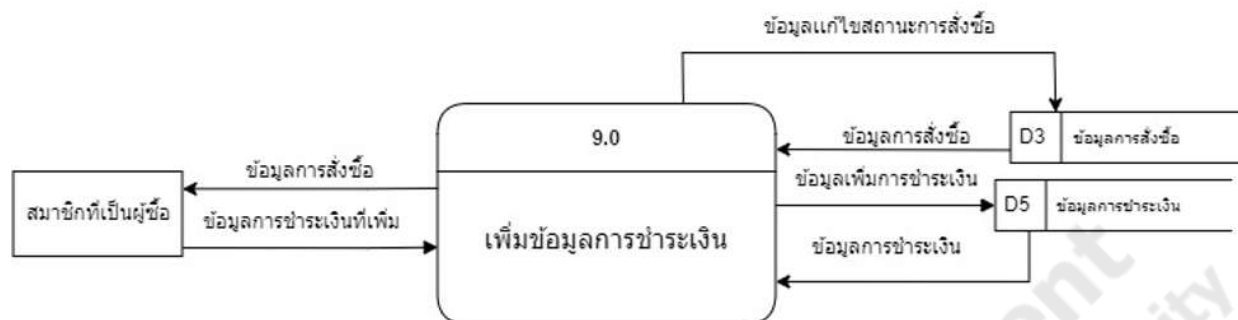 ข้อมูลแก้ไขสถานะการสั่งซื้อ
9.0
ข้อมูลการสั่งซื้อ
D3 ข้อมูลการสั่งซื้อ
ข้อมูลการสั่งซื้อ
ข้อมูลเพิ่มการชำระเงิน
สมาชิกที่เป็นผู้ซื้อ
ข้อมูลการชำระเงินที่เพิ่ม
D5 ข้อมูลการชำระเงิน
เพิ่มข้อมูลการชำระเงิน
ข้อมูลการชำระเงิน